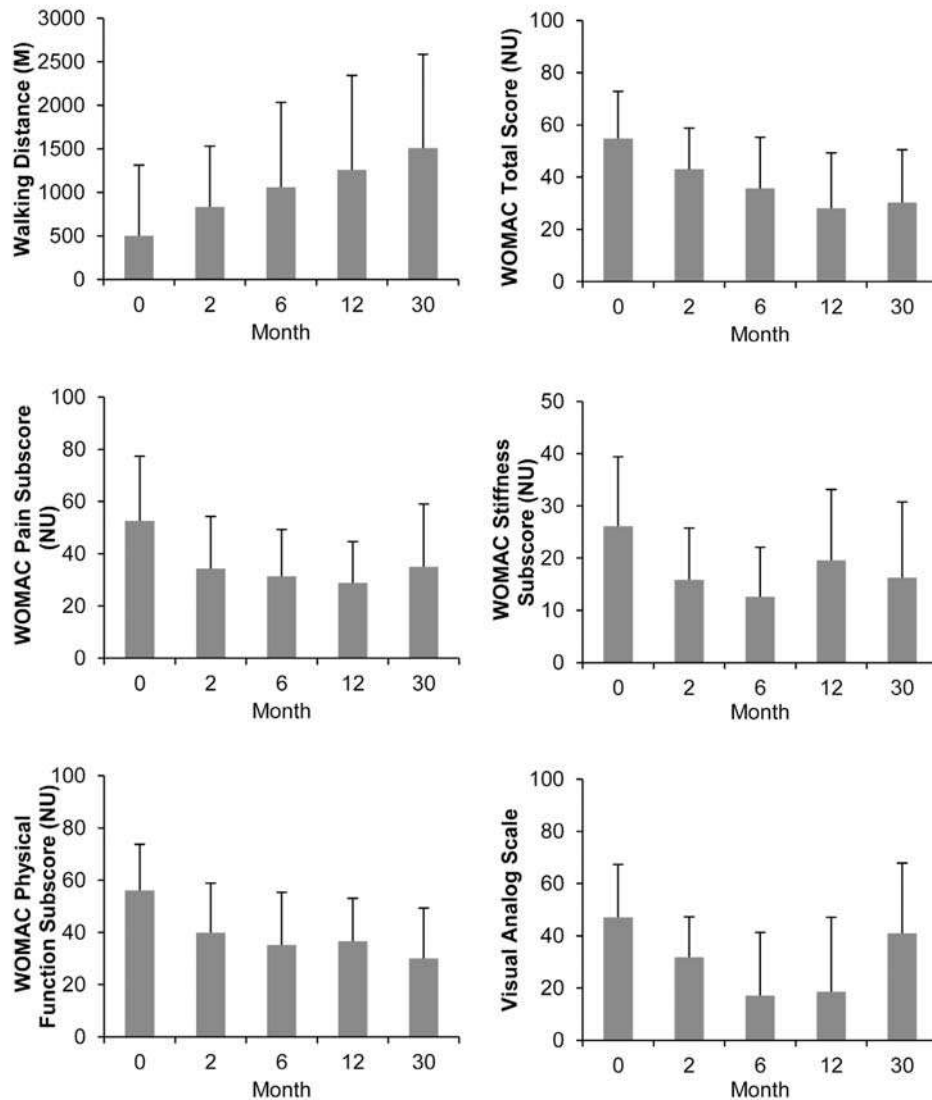 Walking Distance (M)
3000
2500
2000
1500
1000
500
0
0 2 6 12 30
Month
WOMAC Total Score (NU)
100
80
60
40
20
0
0 2 6 12 30
Month
WOMAC Pain Subscore
(NU)
100
80
60
40
20
0
0 2 6 12 30
Month
WOMAC Stiffness
Subscore (NU)
50
40
30
20
10
0
0 2 6 12 30
Month
WOMAC Physical
Function Subscore (NU)
100
80
60
40
20
0
0 2 6 12 30
Month
Visual Analog Scale
100
80
60
40
20
0
0 2 6 12 30
Month